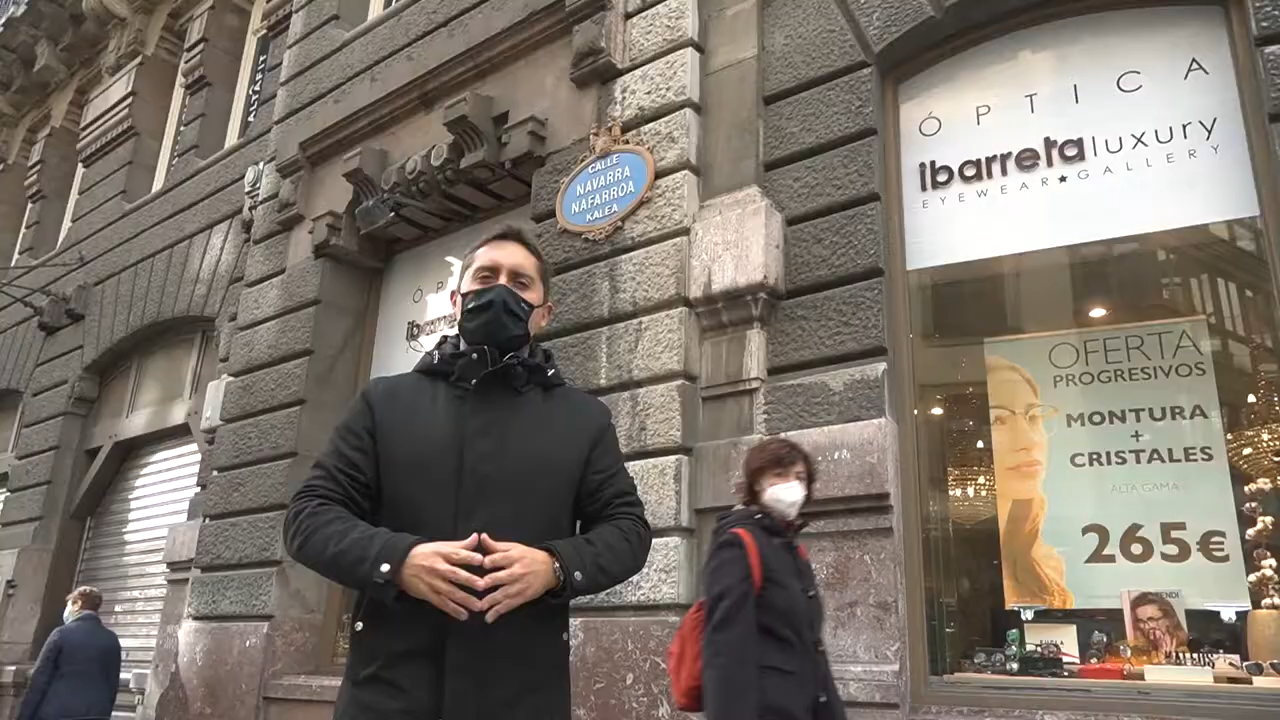 ALTAFIT
CALLE
NAVARRA
NAFARROA
KALEA
ÓPTICA
ibarreta luxury
EYEWEAR★GALLERY
OFERTA
PROGRESIVOS
MONTURA
+
CRISTALES
ALTA GAMA
265€